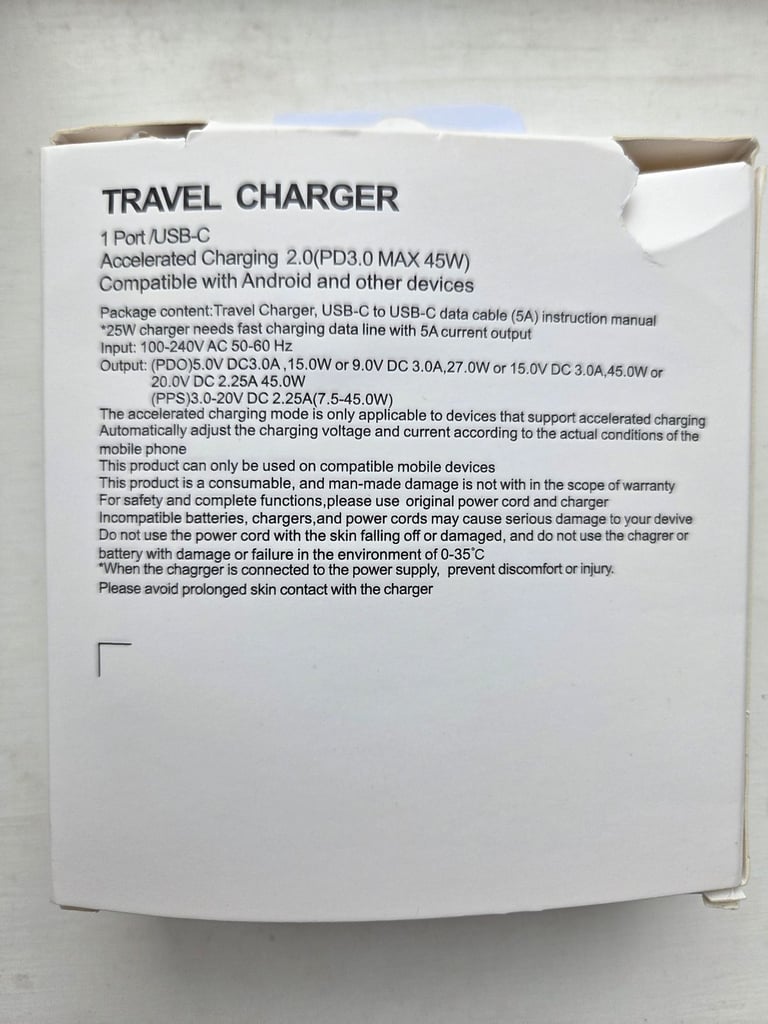 TRAVEL CHARGER
1 Port /USB-C
Accelerated Charging 2.0(PD3.0 MAX 45W)
Compatible with Android and other devices
Package content:Travel Charger, USB-C to USB-C data cable (5A) instruction manual
*25W charger needs fast charging data line with 5A current output
Input: 100-240V AC 50-60 Hz
Output: (PDO)5.0V DC3.0A ,15.0W or 9.0V DC 3.0A,27.0W or 15.0V DC 3.0A,45.0W or
20.0V DC 2.25A 45.0W
(PPS)3.0-20V DC 2.25A(7.5-45.0W)
The accelerated charging mode is only applicable to devices that support accelerated charging
Automatically adjust the charging voltage and current according to the actual conditions of the
mobile phone
This product can only be used on compatible mobile devices
This product is a consumable, and man-made damage is not with in the scope of warranty
For safety and complete functions,please use original power cord and charger
Incompatible batteries, chargers,and power cords may cause serious damage to your devive
Do not use the power cord with the skin falling off or damaged, and do not use the chagrer or
battery with damage or failure in the environment of 0-35°C
*When the chagrger is connected to the power supply, prevent discomfort or injury.
Please avoid prolonged skin contact with the charger